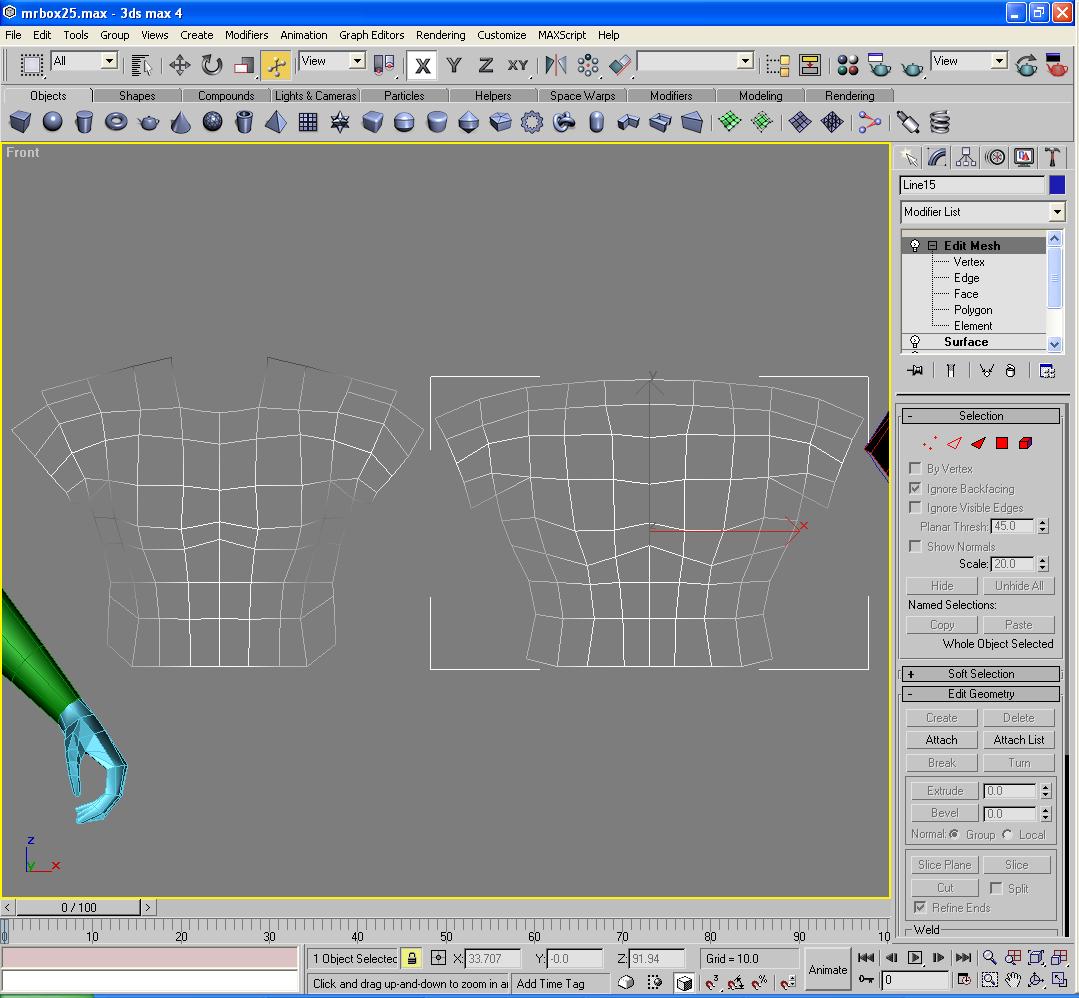 mrbox25.max - 3ds max 4
File Edit Tools Group Views Create Modifiers Animation Graph Editors Rendering Customize MAXScript Help
All View X Y Z XY View
Objects Shapes Compounds Lights & Cameras Particles Helpers Space Warps Modifiers Modeling Rendering
Front
Line15
Modifier List
Edit Mesh
Vertex
Edge
Face
Polygon
Element
Surface
- Selection
By Vertex
Ignore Backfacing
Ignore Visible Edges
Planar Thresh: 45.0
Show Normals
Scale: 20.0
Hide Unhide All
Named Selections:
Copy Paste
Whole Object Selected
+ Soft Selection
- Edit Geometry
Create Delete
Attach Attach List
Break Turn
Extrude 0.0
Bevel 0.0
Normal: Group Local
Slice Plane Slice
Cut Split
Refine Ends
Weld
y
x
z
y x
< 0 / 100 >
0 10 20 30 40 50 60 70 80 90 10
1 Object Selectec X: 33.707 Y: -0.0 Z: 91.94 Grid = 10.0
Click and drag up-and-down to zoom in ar Add Time Tag
Animate
0